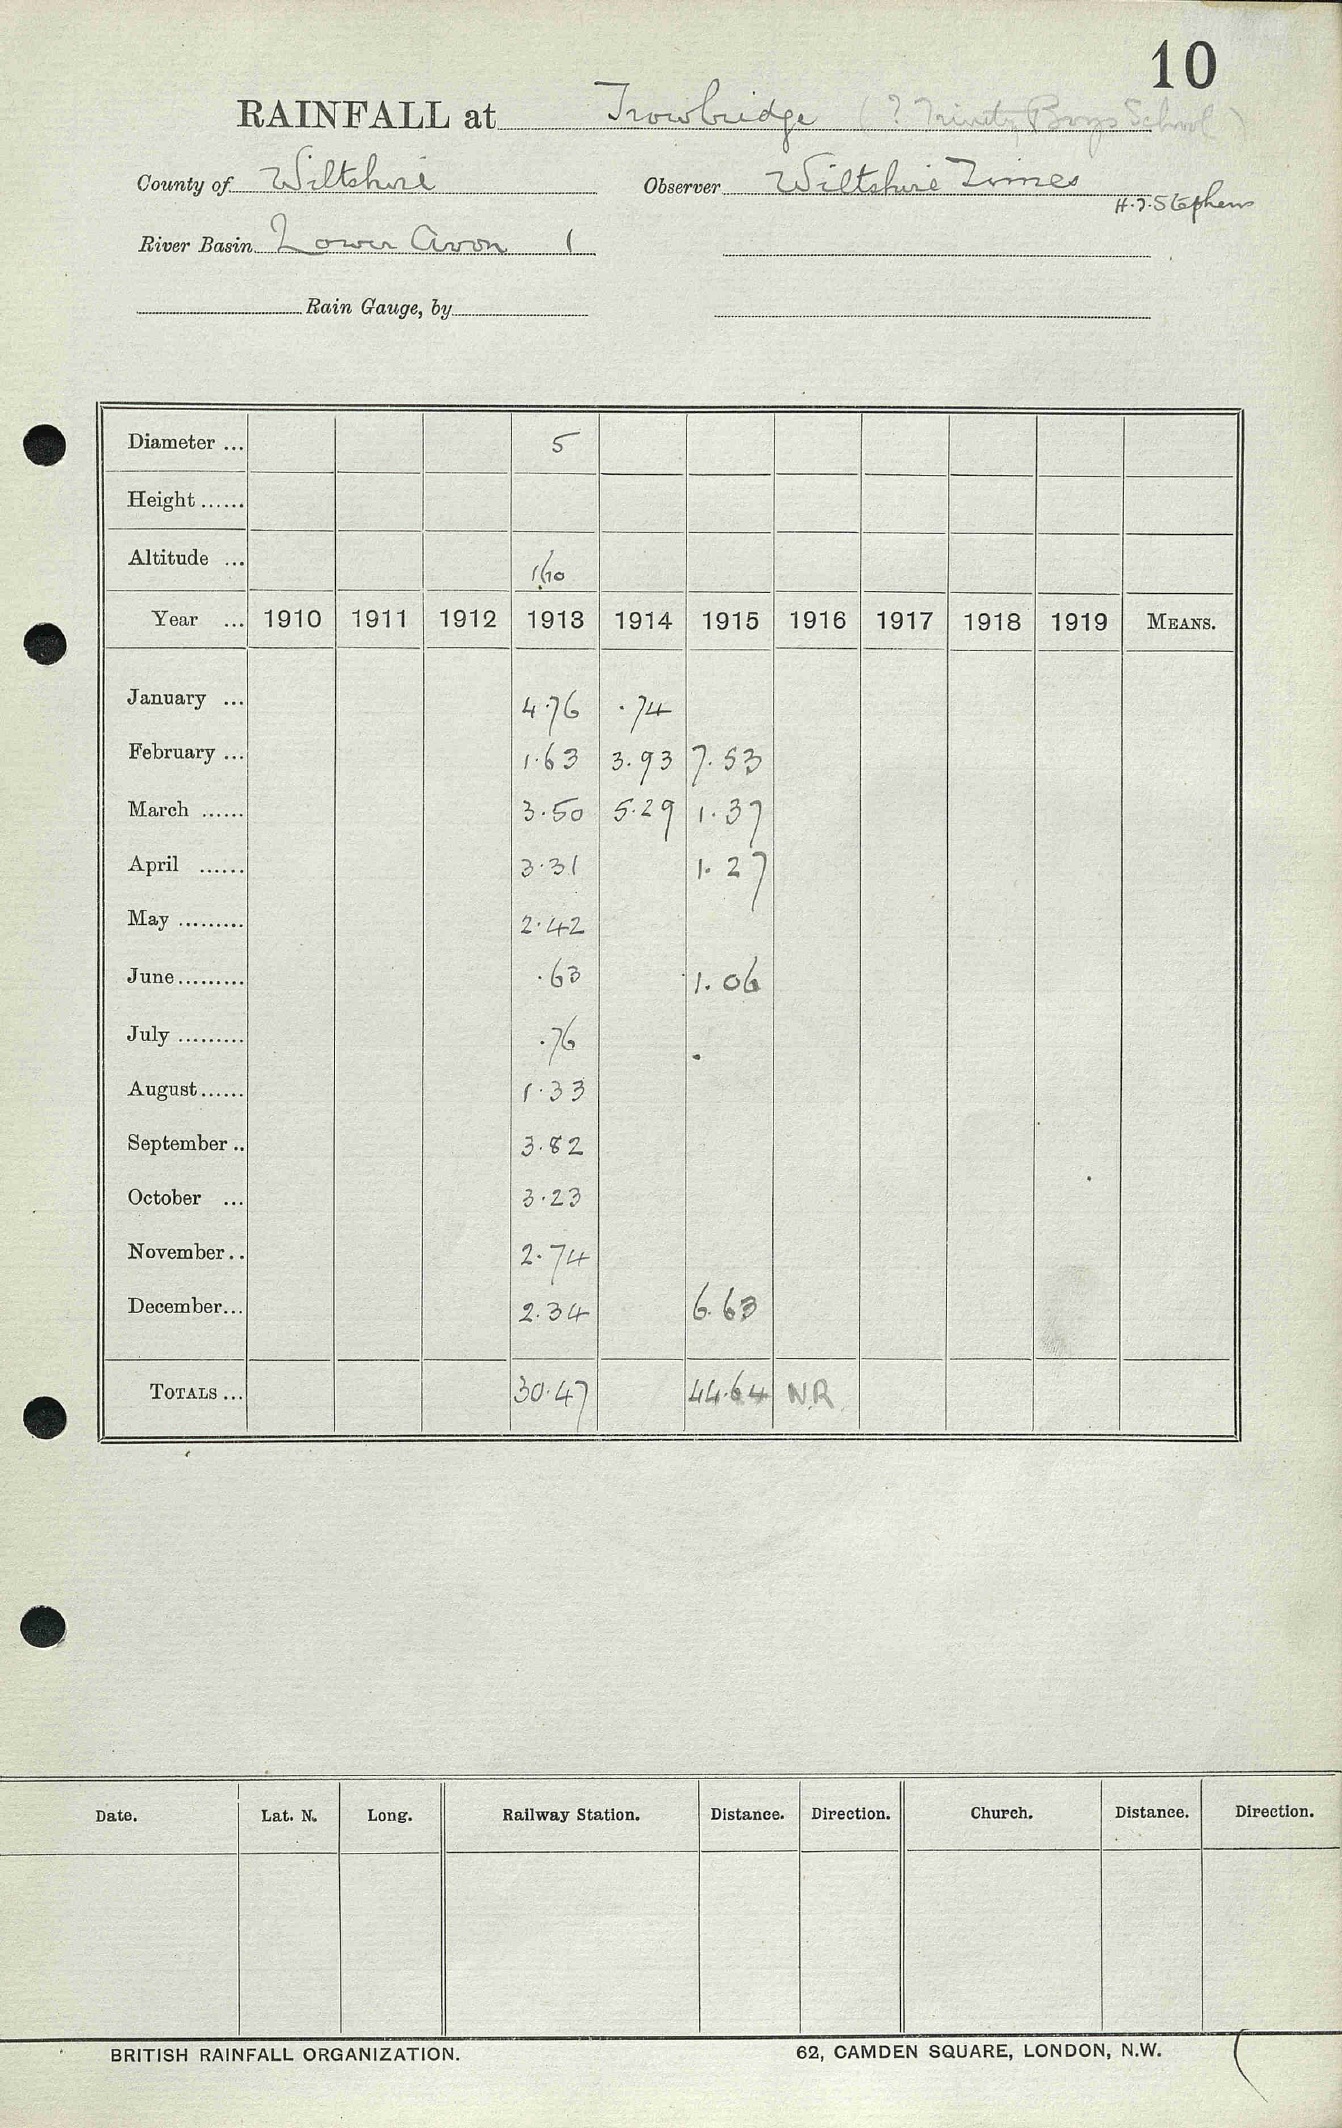 10
RAINFALL at Trowbridge (? Trinity Boys School)
County of Wiltshire Observer Wiltshire Times
H.J. Stephens
River Basin Lower Avon 1
Rain Gauge, by
Diameter ... 5
Height ......
Altitude ... 160
Year ... 1910 1911 1912 1913 1914 1915 1916 1917 1918 1919 MEANS.
January ... 4.76 .74
February ... 1.63 3.93 7.53
March ...... 3.50 5.29 1.37
April ...... 3.31 1.27
May ......... 2.42
June ......... .63 1.06
July ......... .76 .
August ...... 1.33
September .. 3.82
October ... 3.23
November .. 2.74
December ... 2.34 6.63
TOTALS ... 30.47 44.64 N.R.
Date. Lat. N. Long. Railway Station. Distance. Direction. Church. Distance. Direction.
BRITISH RAINFALL ORGANIZATION. 62, CAMDEN SQUARE, LONDON, N.W.